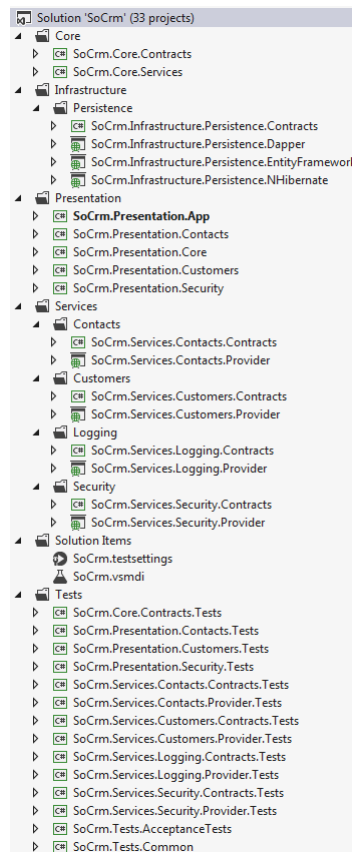 Solution 'SoCrm' (33 projects)
Core
C# SoCrm.Core.Contracts
C# SoCrm.Core.Services
Infrastructure
Persistence
C# SoCrm.Infrastructure.Persistence.Contracts
SoCrm.Infrastructure.Persistence.Dapper
SoCrm.Infrastructure.Persistence.EntityFramework
SoCrm.Infrastructure.Persistence.NHibernate
Presentation
C# SoCrm.Presentation.App
C# SoCrm.Presentation.Contacts
C# SoCrm.Presentation.Core
C# SoCrm.Presentation.Customers
C# SoCrm.Presentation.Security
Services
Contacts
C# SoCrm.Services.Contacts.Contracts
SoCrm.Services.Contacts.Provider
Customers
C# SoCrm.Services.Customers.Contracts
SoCrm.Services.Customers.Provider
Logging
C# SoCrm.Services.Logging.Contracts
SoCrm.Services.Logging.Provider
Security
C# SoCrm.Services.Security.Contracts
SoCrm.Services.Security.Provider
Solution Items
SoCrm.testsettings
SoCrm.vsmdi
Tests
C# SoCrm.Core.Contracts.Tests
C# SoCrm.Presentation.Contacts.Tests
C# SoCrm.Presentation.Customers.Tests
C# SoCrm.Presentation.Security.Tests
C# SoCrm.Services.Contacts.Contracts.Tests
C# SoCrm.Services.Contacts.Provider.Tests
C# SoCrm.Services.Customers.Contracts.Tests
C# SoCrm.Services.Customers.Provider.Tests
C# SoCrm.Services.Logging.Contracts.Tests
C# SoCrm.Services.Logging.Provider.Tests
C# SoCrm.Services.Security.Contracts.Tests
C# SoCrm.Services.Security.Provider.Tests
C# SoCrm.Tests.AcceptanceTests
C# SoCrm.Tests.Common